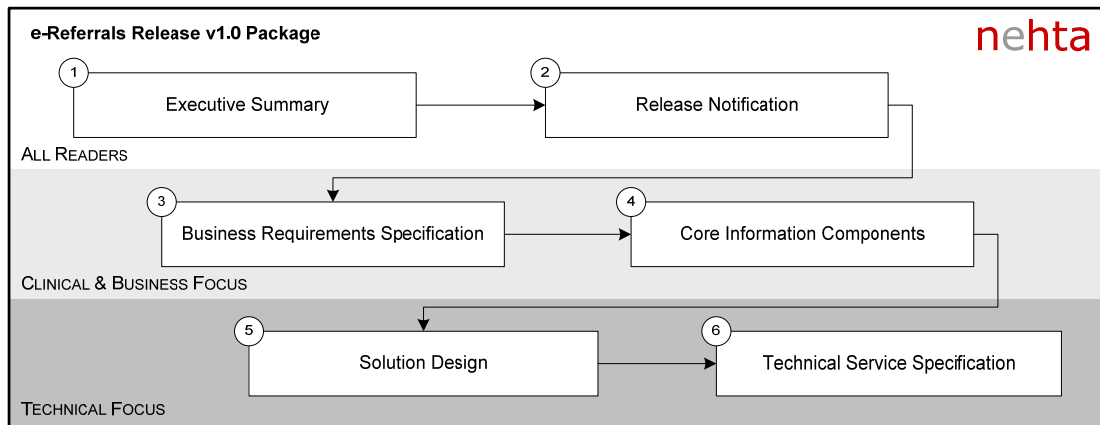 e-Referrals Release v1.0 Package
nehta
1
Executive Summary
2
Release Notification
ALL READERS
3
Business Requirements Specification
4
Core Information Components
CLINICAL & BUSINESS FOCUS
5
Solution Design
6
Technical Service Specification
TECHNICAL FOCUS